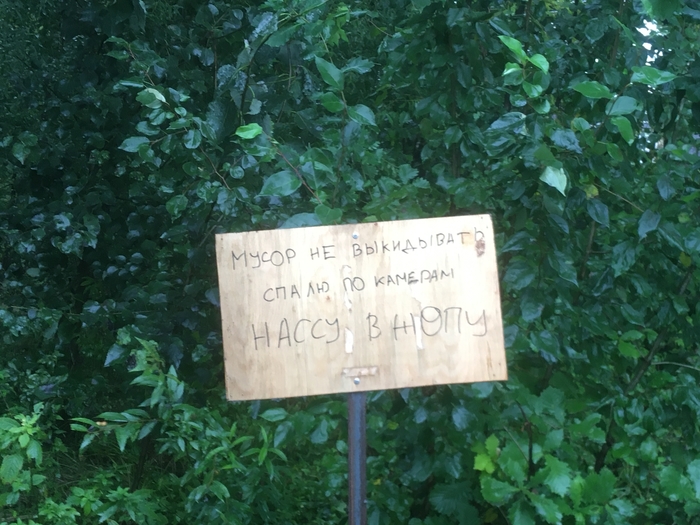 МУСОР НЕ ВЫКИДЫВАТЬ
СПАЛЮ ПО КАМЕРАМ
НАССУ В ЖОПУ